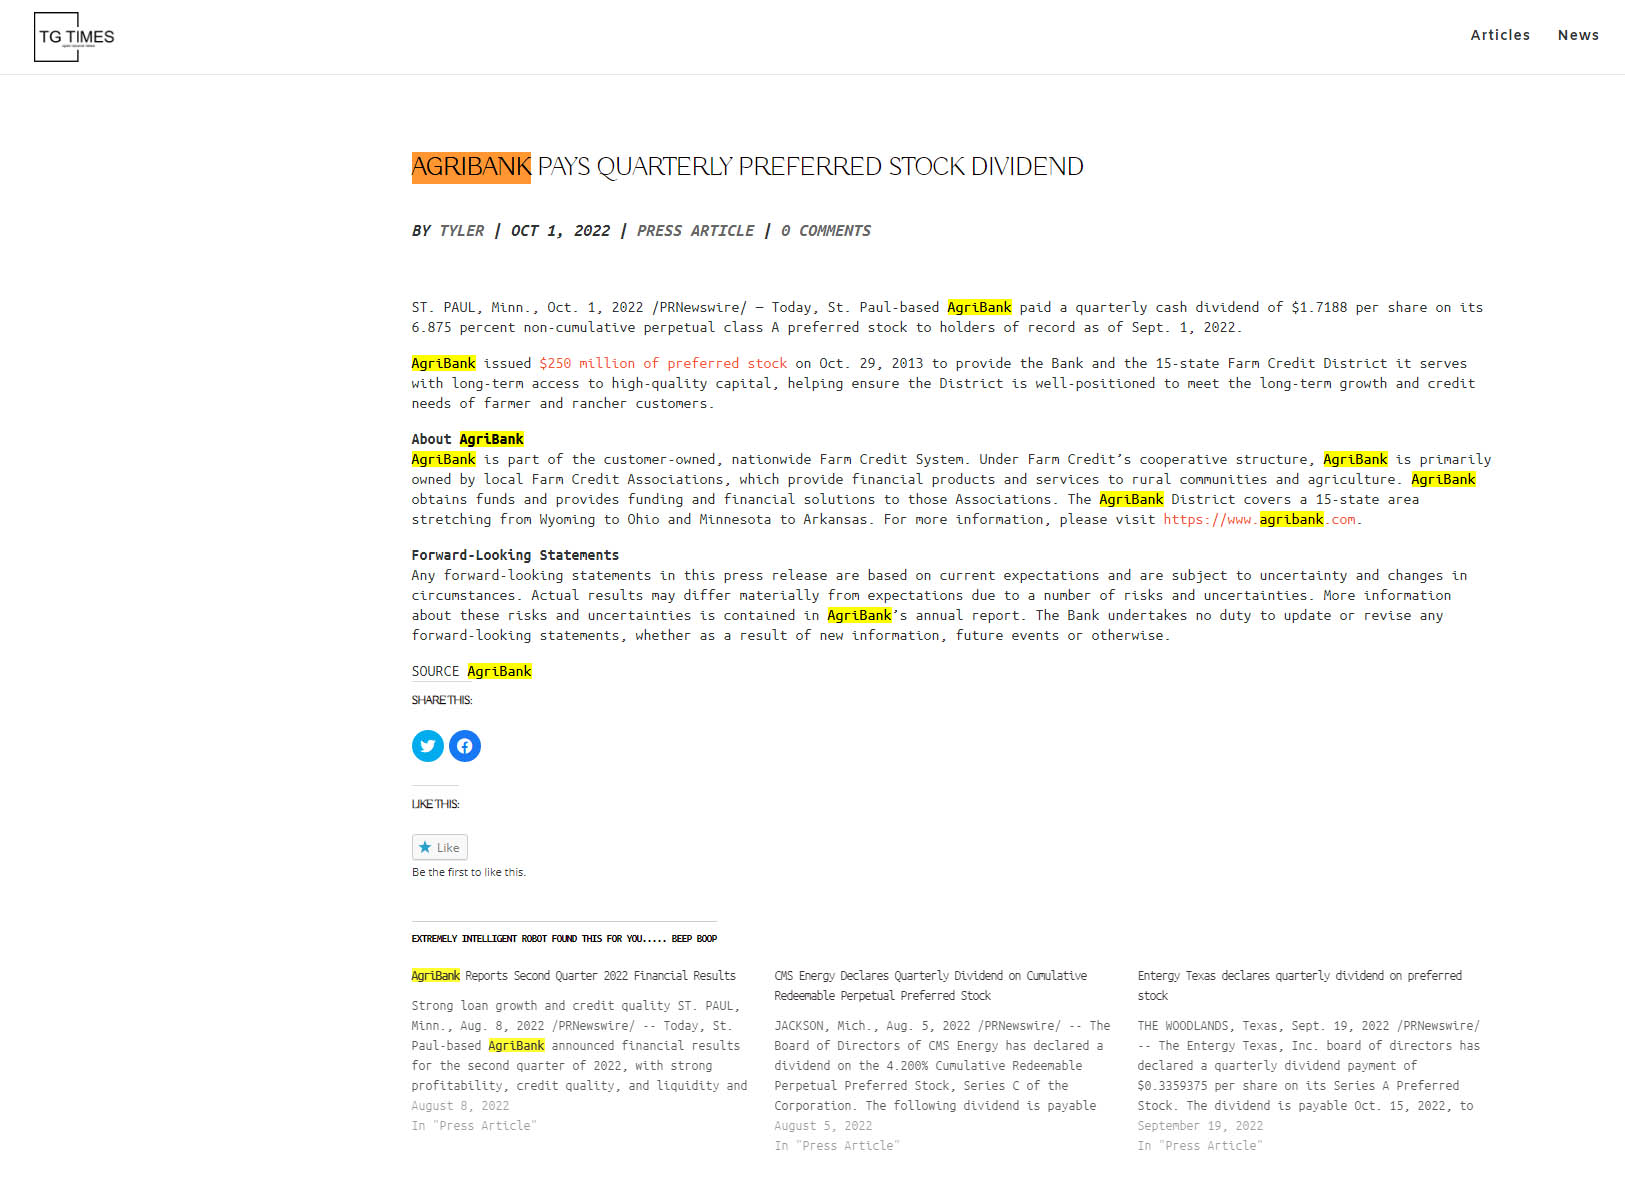 TG TIMES
open source news
Articles News
AGRIBANK PAYS QUARTERLY PREFERRED STOCK DIVIDEND
BY TYLER | OCT 1, 2022 | PRESS ARTICLE | 0 COMMENTS
ST. PAUL, Minn., Oct. 1, 2022 /PRNewswire/ — Today, St. Paul-based AgriBank paid a quarterly cash dividend of $1.7188 per share on its
6.875 percent non-cumulative perpetual class A preferred stock to holders of record as of Sept. 1, 2022.
AgriBank issued $250 million of preferred stock on Oct. 29, 2013 to provide the Bank and the 15-state Farm Credit District it serves
with long-term access to high-quality capital, helping ensure the District is well-positioned to meet the long-term growth and credit
needs of farmer and rancher customers.
About AgriBank
AgriBank is part of the customer-owned, nationwide Farm Credit System. Under Farm Credit’s cooperative structure, AgriBank is primarily
owned by local Farm Credit Associations, which provide financial products and services to rural communities and agriculture. AgriBank
obtains funds and provides funding and financial solutions to those Associations. The AgriBank District covers a 15-state area
stretching from Wyoming to Ohio and Minnesota to Arkansas. For more information, please visit https://www.agribank.com.
Forward-Looking Statements
Any forward-looking statements in this press release are based on current expectations and are subject to uncertainty and changes in
circumstances. Actual results may differ materially from expectations due to a number of risks and uncertainties. More information
about these risks and uncertainties is contained in AgriBank’s annual report. The Bank undertakes no duty to update or revise any
forward-looking statements, whether as a result of new information, future events or otherwise.
SOURCE AgriBank
SHARE THIS:
LIKE THIS:
Like
Be the first to like this.
EXTREMELY INTELLIGENT ROBOT FOUND THIS FOR YOU..... BEEP BOOP
AgriBank Reports Second Quarter 2022 Financial Results
Strong loan growth and credit quality ST. PAUL,
Minn., Aug. 8, 2022 /PRNewswire/ -- Today, St.
Paul-based AgriBank announced financial results
for the second quarter of 2022, with strong
profitability, credit quality, and liquidity and
August 8, 2022
In "Press Article"
CMS Energy Declares Quarterly Dividend on Cumulative
Redeemable Perpetual Preferred Stock
JACKSON, Mich., Aug. 5, 2022 /PRNewswire/ -- The
Board of Directors of CMS Energy has declared a
dividend on the 4.200% Cumulative Redeemable
Perpetual Preferred Stock, Series C of the
Corporation. The following dividend is payable
August 5, 2022
In "Press Article"
Entergy Texas declares quarterly dividend on preferred
stock
THE WOODLANDS, Texas, Sept. 19, 2022 /PRNewswire/
-- The Entergy Texas, Inc. board of directors has
declared a quarterly dividend payment of
$0.3359375 per share on its Series A Preferred
Stock. The dividend is payable Oct. 15, 2022, to
September 19, 2022
In "Press Article"